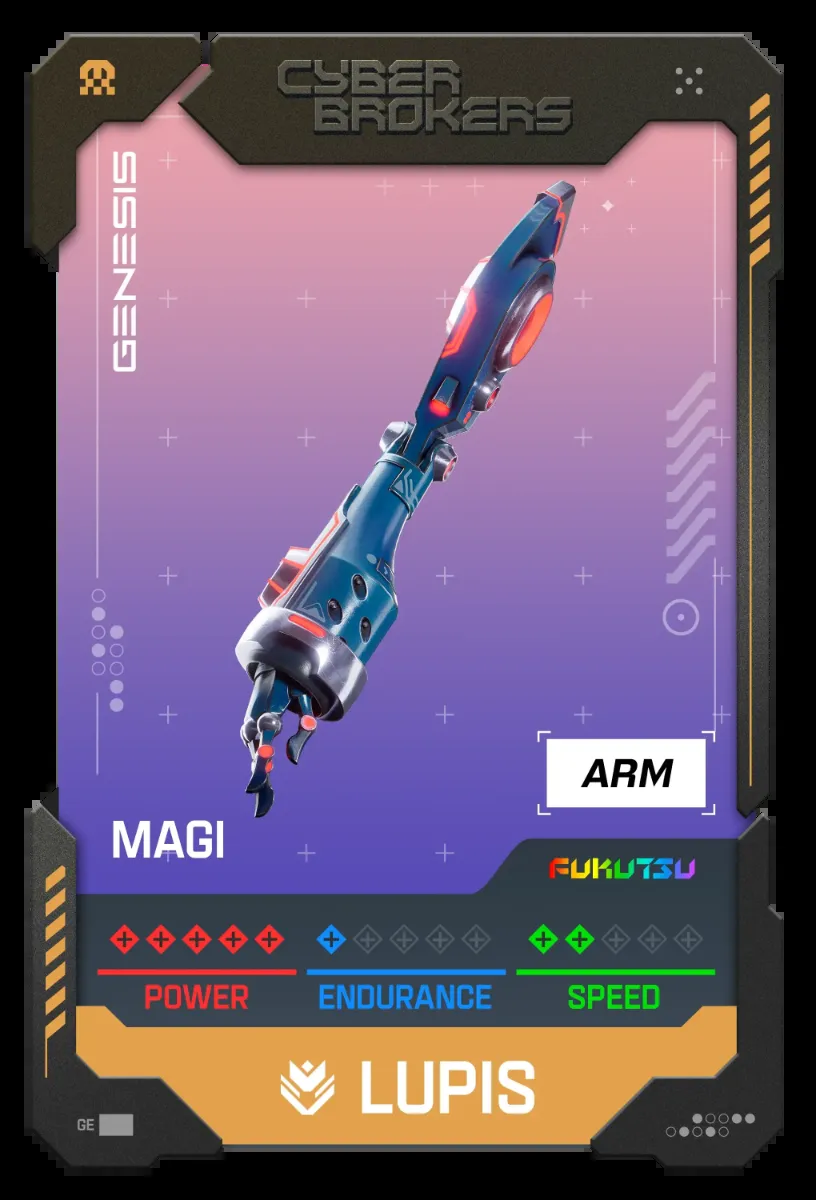 CYBER
BROKERS
GENESIS
ARM
MAGI
FUKUTSU
POWER ENDURANCE SPEED
LUPIS
GE